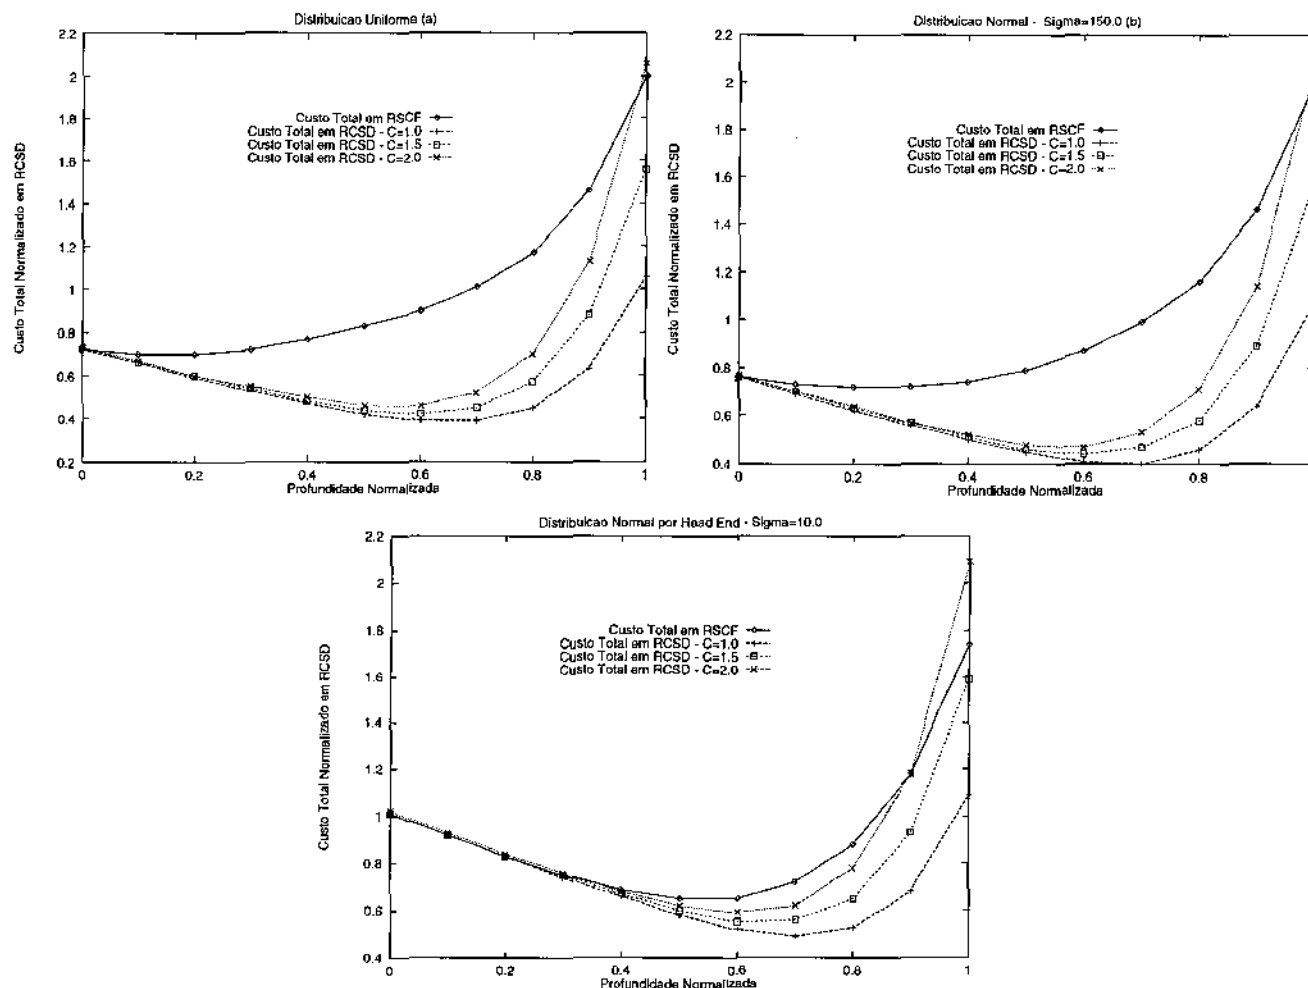 Distribuicao Uniforme (a)
2.2
2
1.8
1.6
1.4
1.2
1
0.8
0.6
0.4
0.2
Custo Total Normalizado em RCSD
Custo Total em RSCF
Custo Total em RCSD - C=1.0
Custo Total em RCSD - C=1.5
Custo Total em RCSD - C=2.0
0 0.2 0.4 0.6 0.8 1
Profundidade Normalizada
Distribuicao Normal - Sigma=150.0 (b)
2.2
2
1.8
1.6
1.4
1.2
1
0.8
0.6
0.4
Custo Total Normalizado em RCSD
Custo Total em RSCF
Custo Total em RCSD - C=1.0
Custo Total em RCSD - C=1.5
Custo Total em RCSD - C=2.0
0 0.2 0.4 0.6 0.8
Profundidade Normalizada
Distribuicao Normal por Head End - Sigma=10.0
2.2
2
1.8
1.6
1.4
1.2
1
0.8
0.6
0.4
Custo Total Normalizado em RCSD
Custo Total em RSCF
Custo Total em RCSD - C=1.0
Custo Total em RCSD - C=1.5
Custo Total em RCSD - C=2.0
0 0.2 0.4 0.6 0.8 1
Profundidade Normalizada